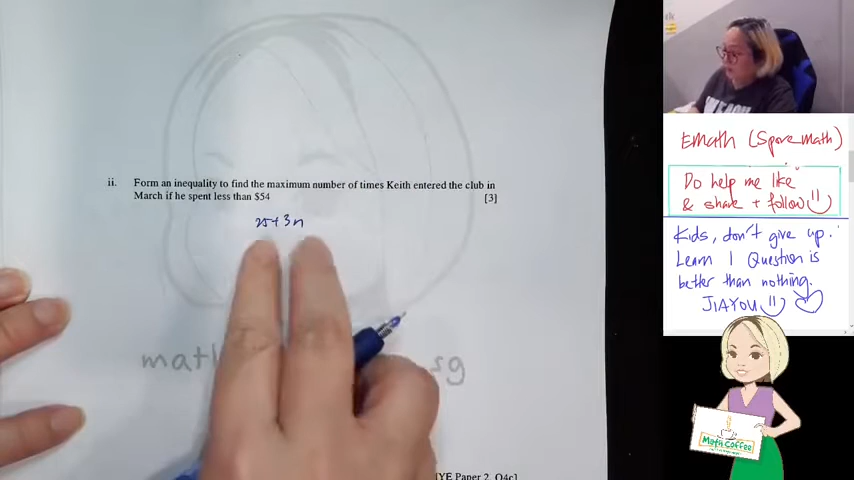 ii. Form an inequality to find the maximum number of times Keith entered the club in
March if he spent less than $54 [3]
25+3n
sg
[YE Paper 2, Q4c]
Emath (Spore math)
Do help me like
& share + follow
Kids, don't give up.
Learn 1 Question is
better than nothing.
JIAYOU
Math Coffee